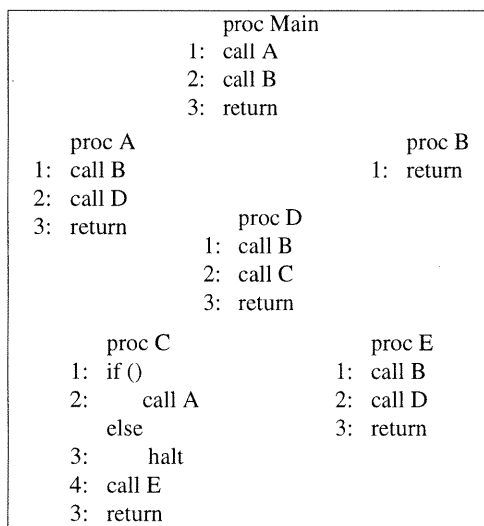 proc Main
1: call A
2: call B
3: return
proc A
1: call B
2: call D
3: return
proc B
1: return
proc D
1: call B
2: call C
3: return
proc C
1: if ()
2: call A
else
3: halt
4: call E
3: return
proc E
1: call B
2: call D
3: return